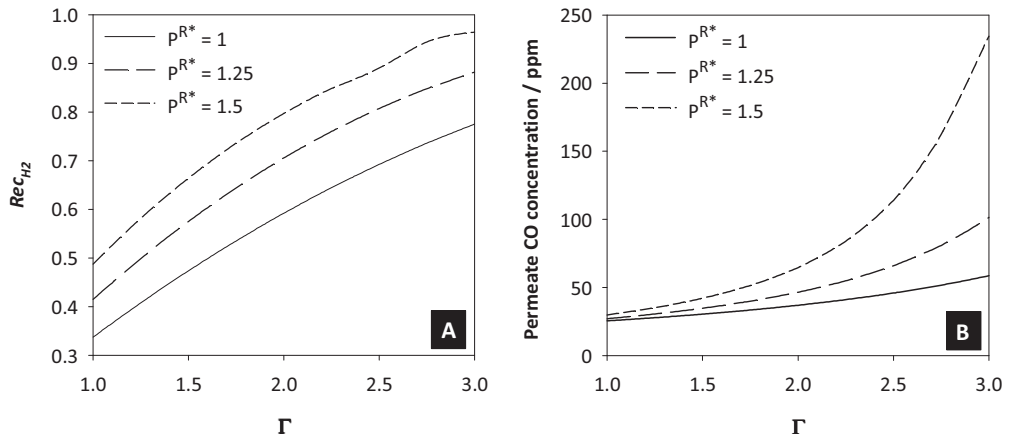 1.0
0.9
0.8
0.7
0.6
0.5
0.4
0.3
Rec_H2
P^R* = 1
P^R* = 1.25
P^R* = 1.5
A
1.0 1.5 2.0 2.5 3.0
Γ
250
200
150
100
50
0
Permeate CO concentration / ppm
P^R* = 1
P^R* = 1.25
P^R* = 1.5
B
1.0 1.5 2.0 2.5 3.0
Γ